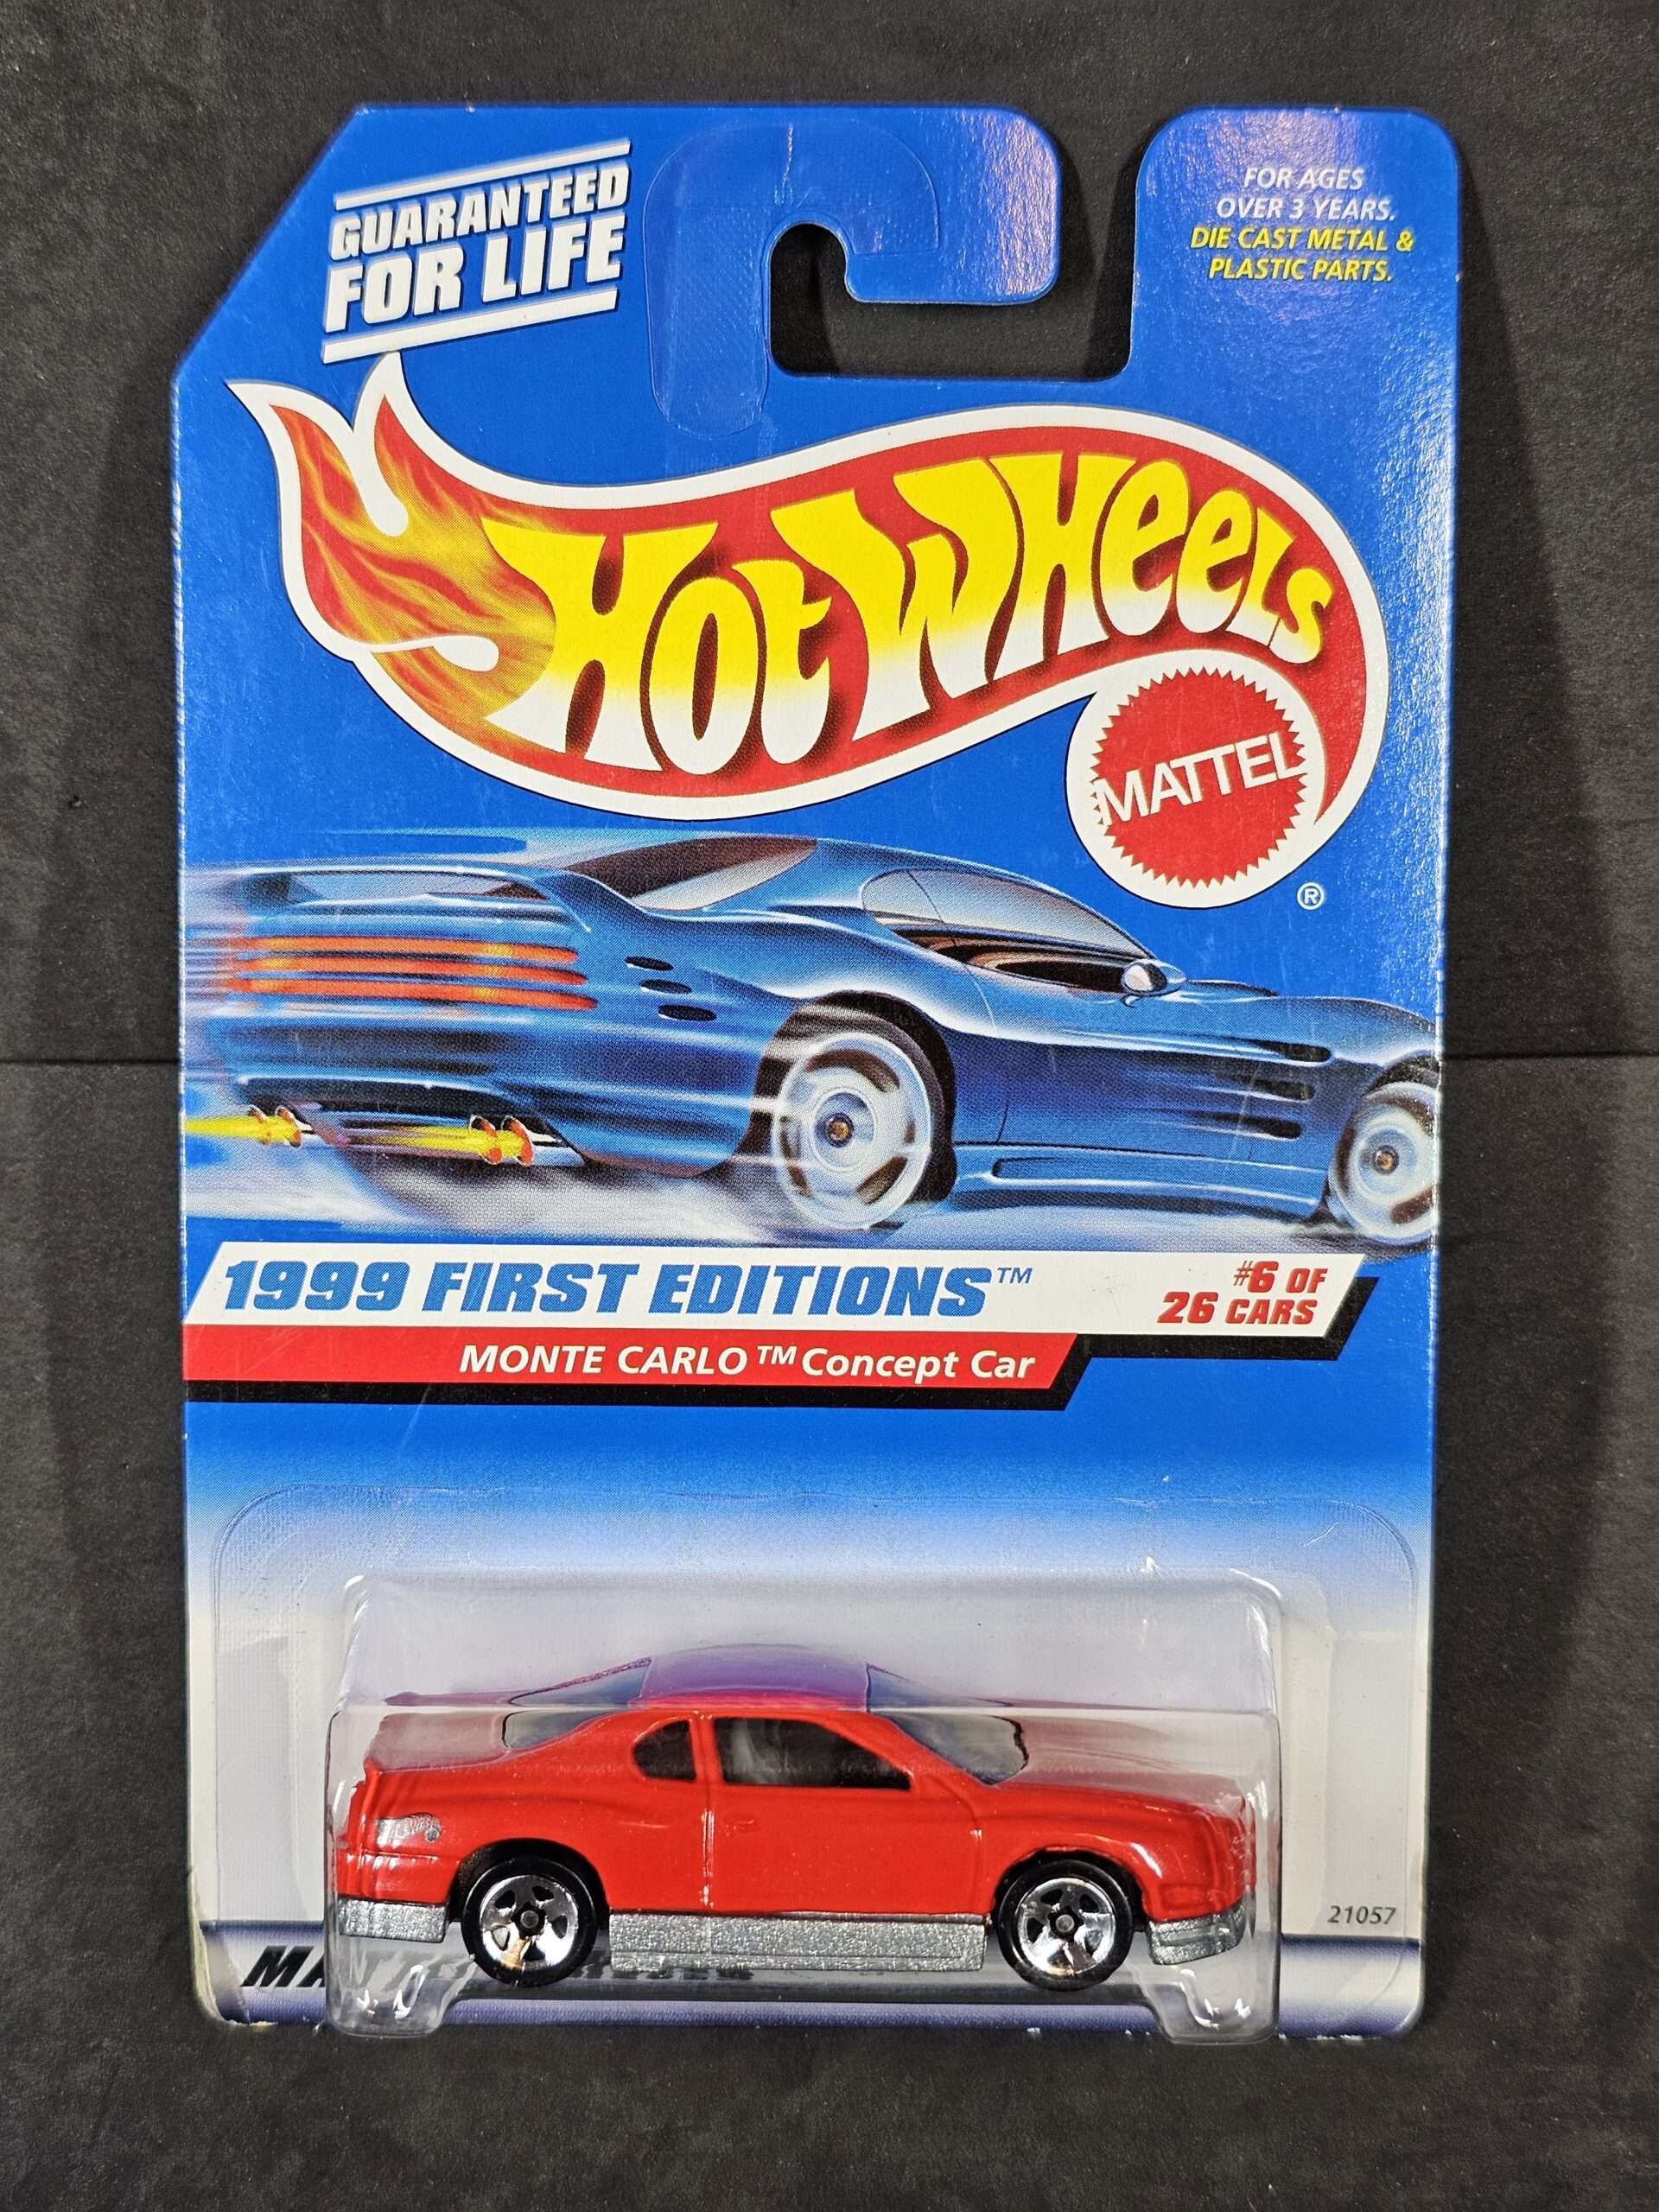 GUARANTEED
FOR LIFE
FOR AGES
OVER 3 YEARS.
DIE CAST METAL &
PLASTIC PARTS.
HOT WHEELS
MATTEL
®
1999 FIRST EDITIONS™
#6 OF
26 CARS
MONTE CARLO™ Concept Car
21057